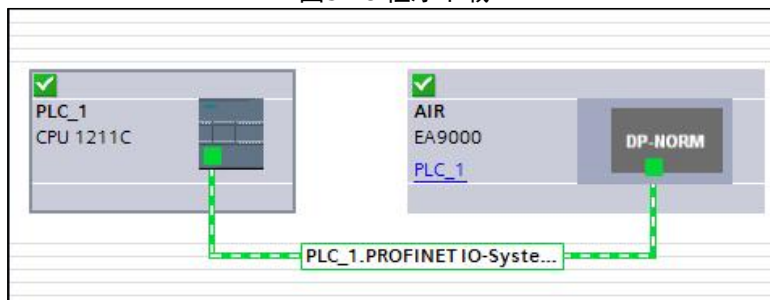 PLC_1
CPU 1211C
AIR
EA9000
PLC_1
DP-NORM
PLC_1.PROFINET IO-Syste...